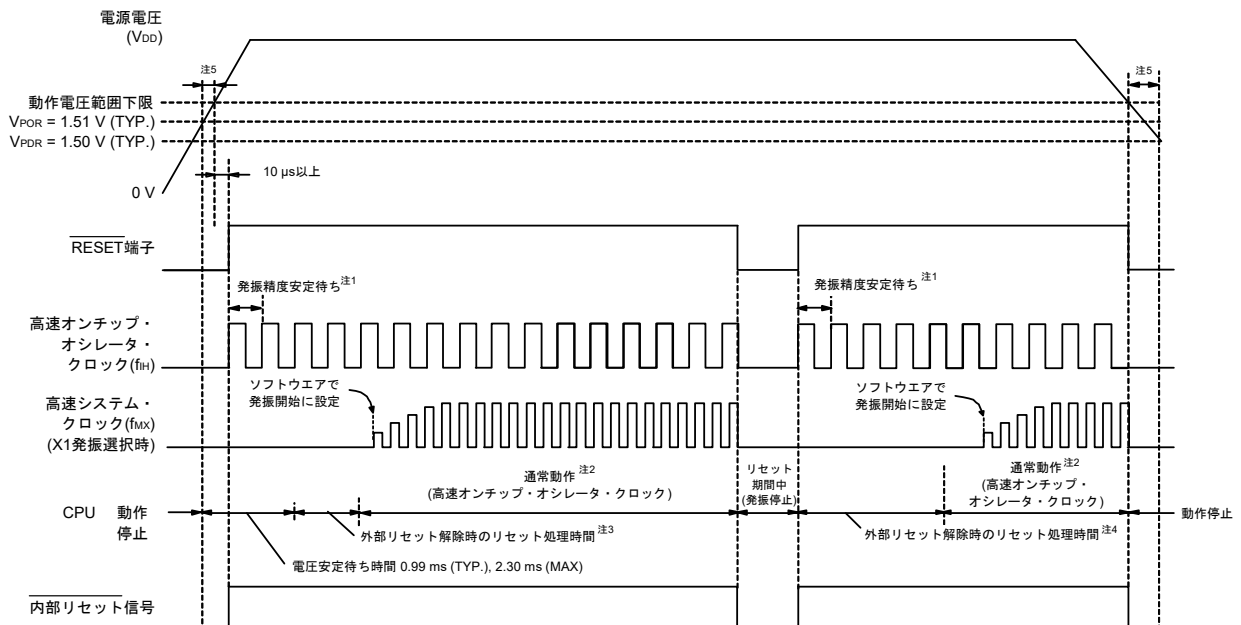 電源電圧
(VDD)
注5
注5
動作電圧範囲下限
VPOR = 1.51 V (TYP.)
VPDR = 1.50 V (TYP.)
10 µs以上
0 V
RESET端子
発振精度安定待ち注1
発振精度安定待ち注1
高速オンチップ・
オシレータ・
クロック(fIH)
ソフトウエアで
発振開始に設定
ソフトウエアで
発振開始に設定
高速システム・
クロック(fMX)
(X1発振選択時)
通常動作注2
(高速オンチップ・オシレータ・クロック)
リセット
期間中
(発振停止)
通常動作注2
(高速オンチップ・
オシレータ・クロック)
CPU 動作
停止
動作停止
外部リセット解除時のリセット処理時間注3
外部リセット解除時のリセット処理時間注4
電圧安定待ち時間 0.99 ms (TYP.), 2.30 ms (MAX)
内部リセット信号